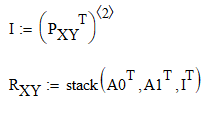 I := (P_XY^T)^⟨2⟩
R_XY := stack(A0^T, A1^T, I^T)